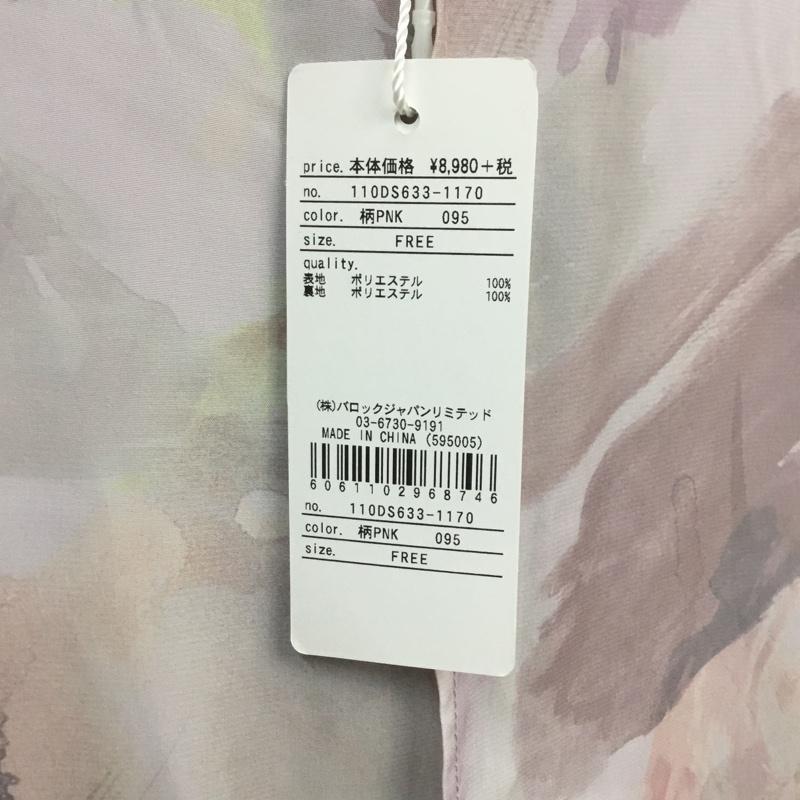 price. 本体価格 ¥8,980+税
no. 110DS633-1170
color. 柄PNK 095
size. FREE
quality.
表地 ポリエステル 100%
裏地 ポリエステル 100%
(株)バロックジャパンリミテッド
03-6730-9191
MADE IN CHINA (595005)
6061102968746
no. 110DS633-1170
color. 柄PNK 095
size. FREE